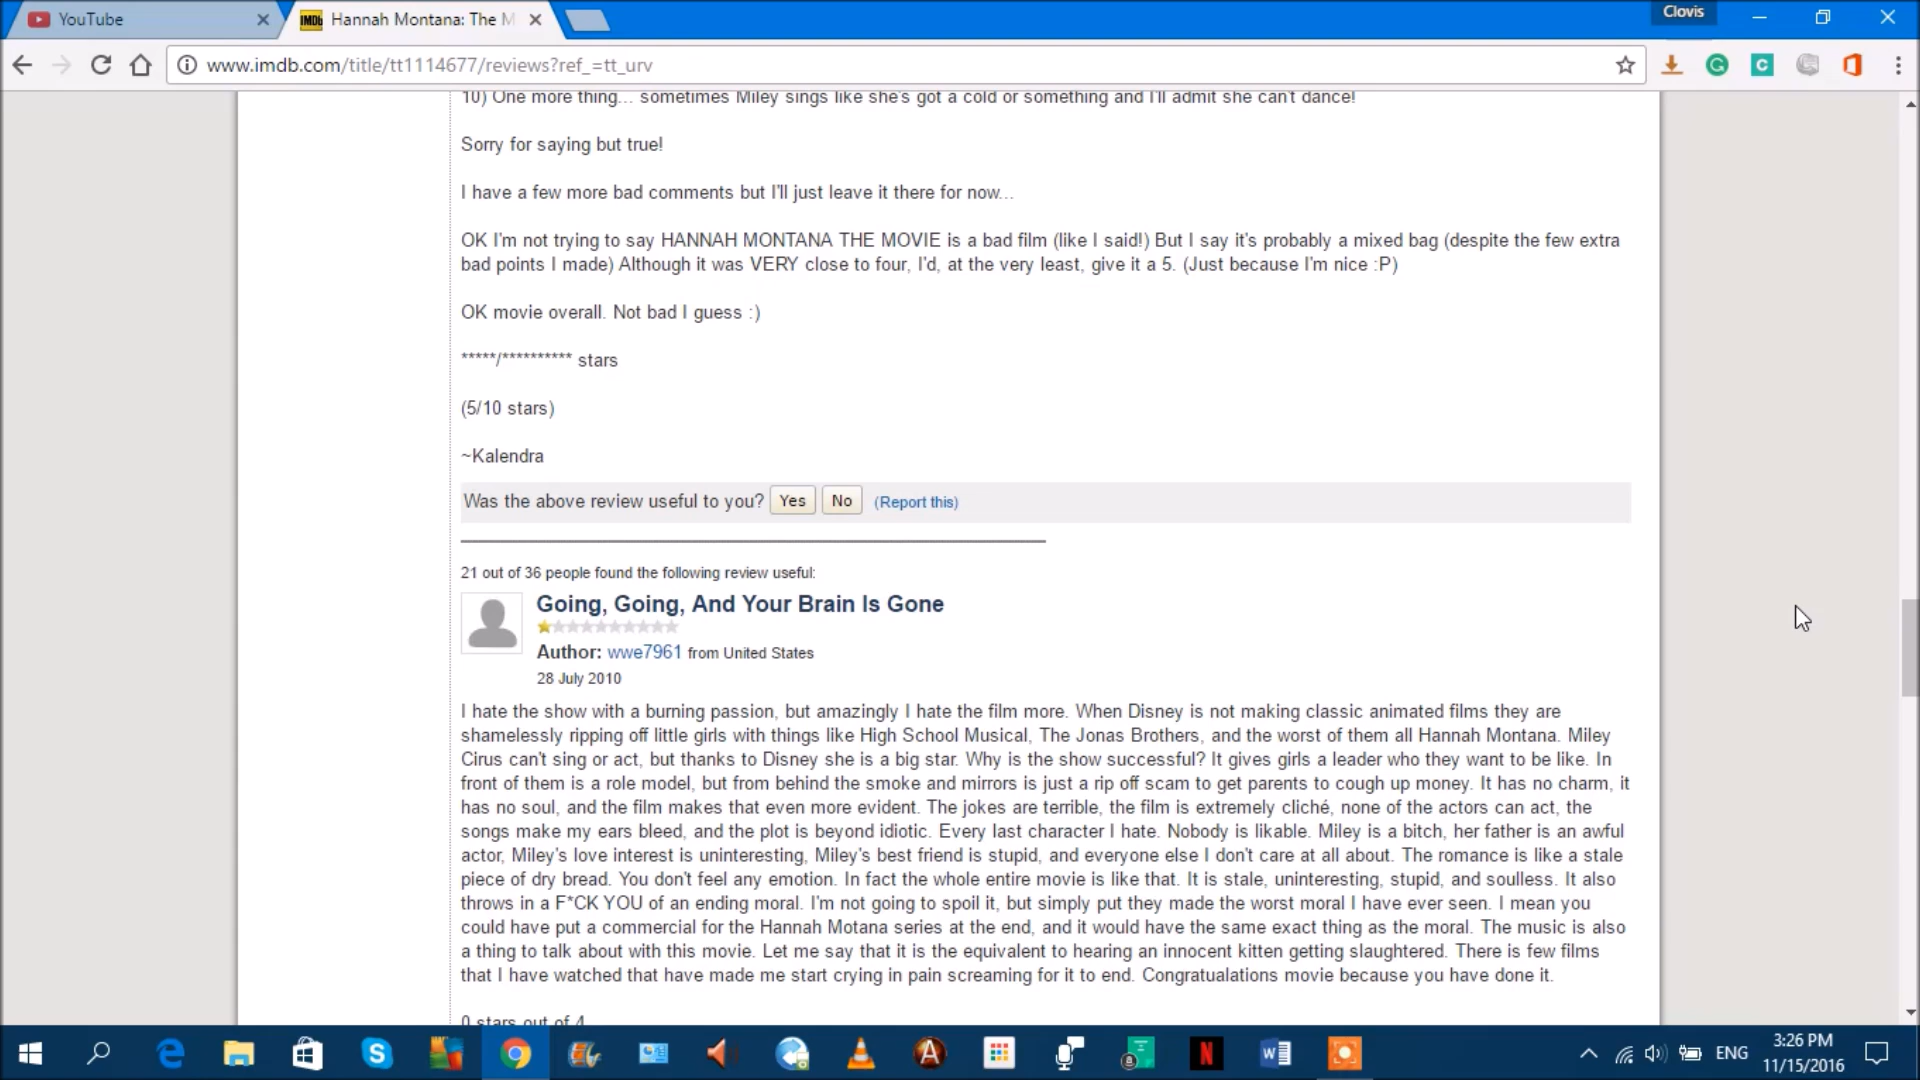 YouTube
IMDb
Hannah Montana: The M
Clovis
www.imdb.com/title/tt1114677/reviews?ref_=tt_urv
10) One more thing... sometimes Miley sings like she's got a cold or something and I'll admit she can't dance!
Sorry for saying but true!
I have a few more bad comments but I'll just leave it there for now...
OK I'm not trying to say HANNAH MONTANA THE MOVIE is a bad film (like I said!) But I say it's probably a mixed bag (despite the few extra
bad points I made) Although it was VERY close to four, I'd, at the very least, give it a 5. (Just because I'm nice :P)
OK movie overall. Not bad I guess :)
*****/********** stars
(5/10 stars)
~Kalendra
Was the above review useful to you? Yes No (Report this)
21 out of 36 people found the following review useful:
Going, Going, And Your Brain Is Gone
Author: wwe7961 from United States
28 July 2010
I hate the show with a burning passion, but amazingly I hate the film more. When Disney is not making classic animated films they are
shamelessly ripping off little girls with things like High School Musical, The Jonas Brothers, and the worst of them all Hannah Montana. Miley
Cirus can't sing or act, but thanks to Disney she is a big star. Why is the show successful? It gives girls a leader who they want to be like. In
front of them is a role model, but from behind the smoke and mirrors is just a rip off scam to get parents to cough up money. It has no charm, it
has no soul, and the film makes that even more evident. The jokes are terrible, the film is extremely cliché, none of the actors can act, the
songs make my ears bleed, and the plot is beyond idiotic. Every last character I hate. Nobody is likable. Miley is a bitch, her father is an awful
actor, Miley's love interest is uninteresting, Miley's best friend is stupid, and everyone else I don't care at all about. The romance is like a stale
piece of dry bread. You don't feel any emotion. In fact the whole entire movie is like that. It is stale, uninteresting, stupid, and soulless. It also
throws in a F*CK YOU of an ending moral. I'm not going to spoil it, but simply put they made the worst moral I have ever seen. I mean you
could have put a commercial for the Hannah Motana series at the end, and it would have the same exact thing as the moral. The music is also
a thing to talk about with this movie. Let me say that it is the equivalent to hearing an innocent kitten getting slaughtered. There is few films
that I have watched that have made me start crying in pain screaming for it to end. Congratualations movie because you have done it.
0 stars out of 4
ENG
3:26 PM
11/15/2016